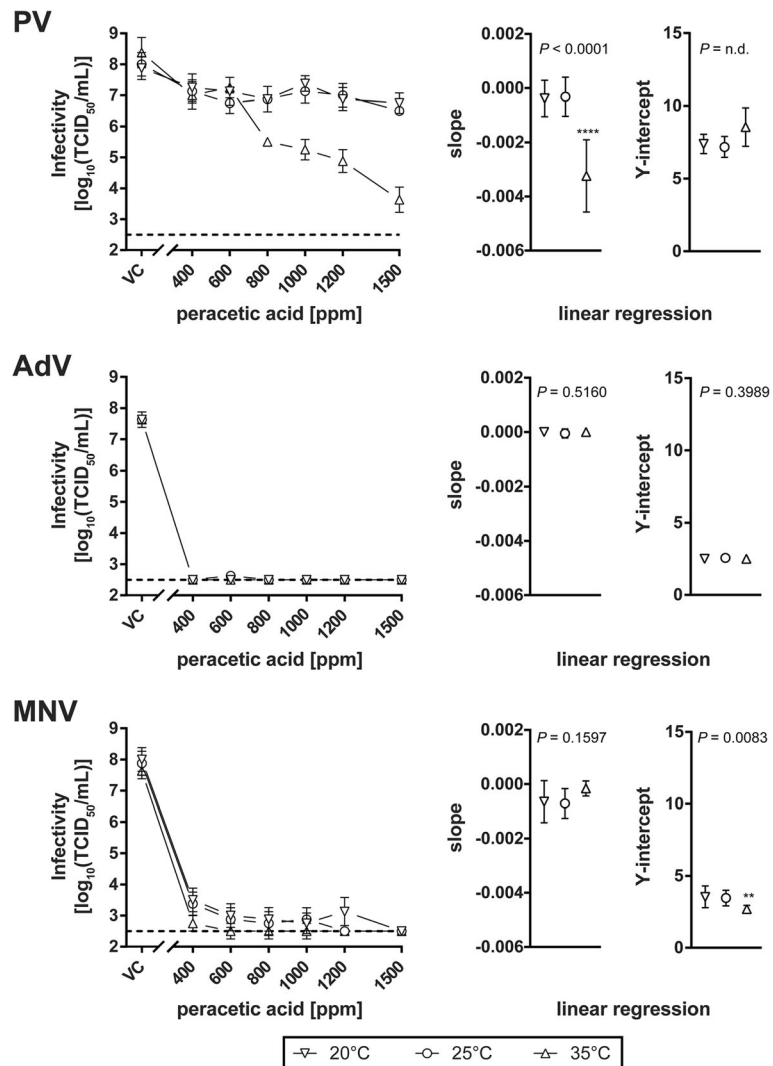 PV
Infectivity
[log10(TCID50/mL)]
9
8
7
6
5
4
3
2
VC
400
600
800
1000
1200
1500
peracetic acid [ppm]
slope
0.002
0.000
-0.002
-0.004
-0.006
P < 0.0001
****
Y-intercept
15
10
5
0
P = n.d.
linear regression
AdV
Infectivity
[log10(TCID50/mL)]
9
8
7
6
5
4
3
2
VC
400
600
800
1000
1200
1500
peracetic acid [ppm]
slope
0.002
0.000
-0.002
-0.004
-0.006
P = 0.5160
Y-intercept
15
10
5
0
P = 0.3989
linear regression
MNV
Infectivity
[log10(TCID50/mL)]
9
8
7
6
5
4
3
2
VC
400
600
800
1000
1200
1500
peracetic acid [ppm]
slope
0.002
0.000
-0.002
-0.004
-0.006
P = 0.1597
Y-intercept
15
10
5
0
P = 0.0083
**
linear regression
20°C 25°C 35°C